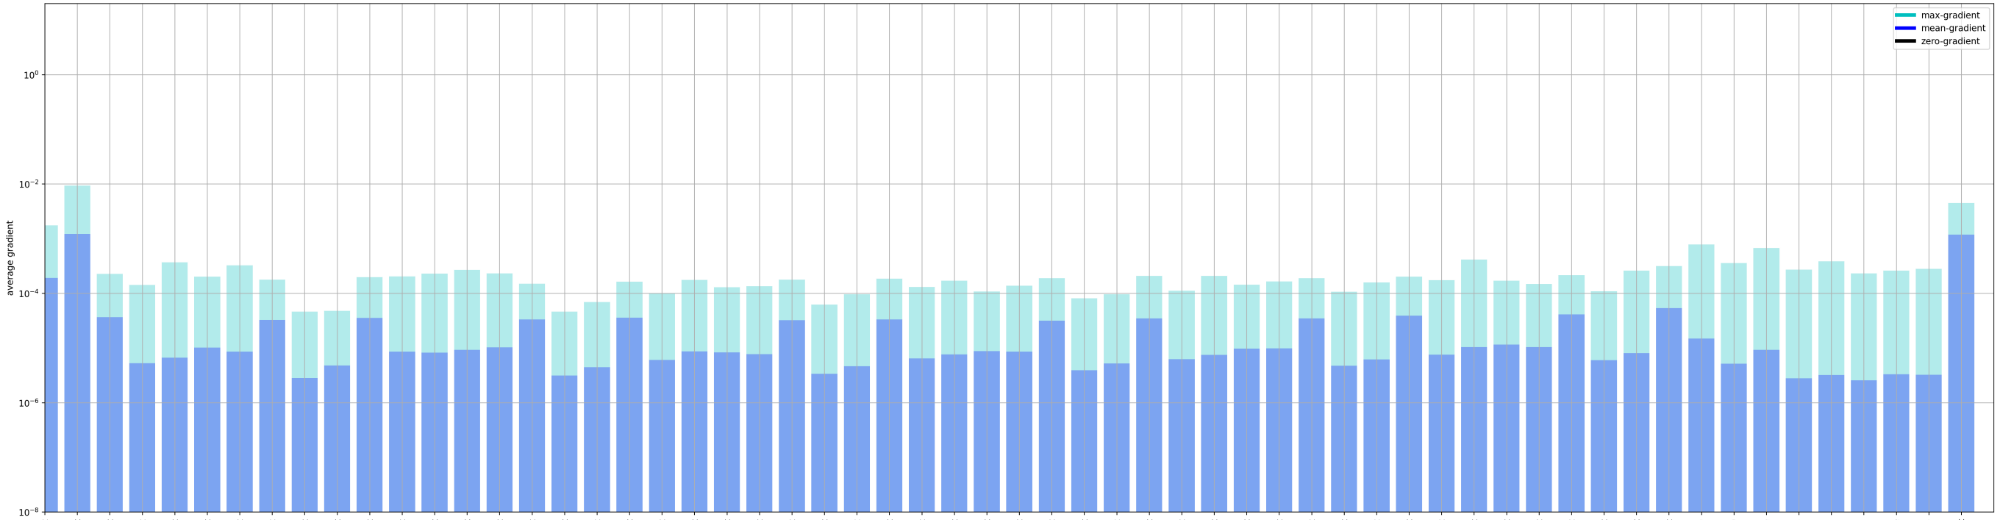 max-gradient
mean-gradient
zero-gradient
10⁰
10⁻²
10⁻⁴
10⁻⁶
10⁻⁸
average gradient